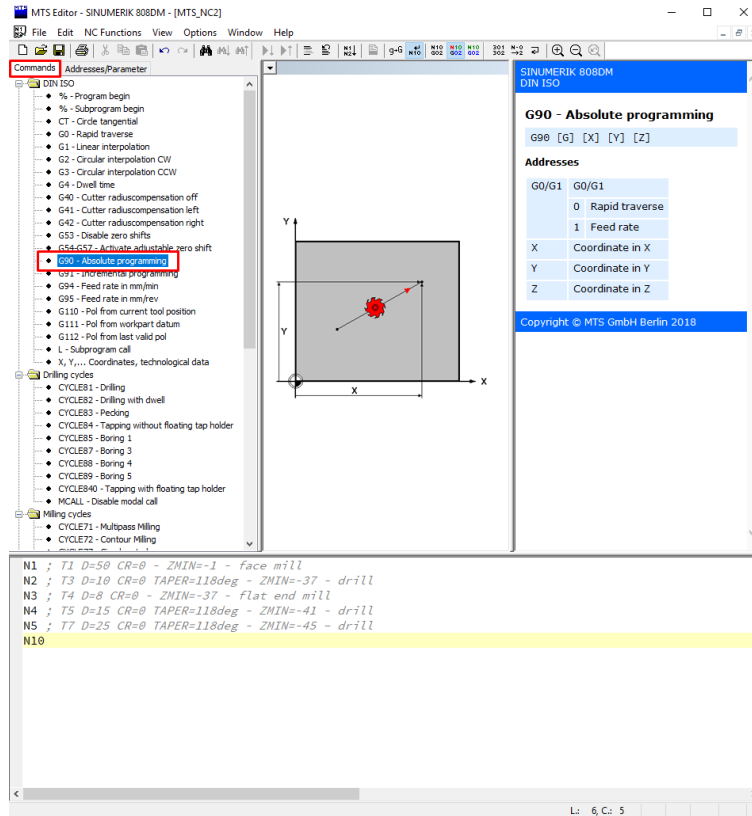 MTS Editor - SINUMERIK 808DM - [MTS_NC2]
File Edit NC Functions View Options Window Help
Commands Addresses/Parameter
DIN ISO
% - Program begin
% - Subprogram begin
CT - Circle tangential
G0 - Rapid traverse
G1 - Linear interpolation
G2 - Circular interpolation CW
G3 - Circular interpolation CCW
G4 - Dwell time
G40 - Cutter radiuscompensation off
G41 - Cutter radiuscompensation left
G42 - Cutter radiuscompensation right
G53 - Disable zero shifts
G54-G57 - Activate adjustable zero shift
G90 - Absolute programming
G91 - Incremental programming
G94 - Feed rate in mm/min
G95 - Feed rate in mm/rev
G110 - Pol from current tool position
G111 - Pol from workpart datum
G112 - Pol from last valid pol
L - Subprogram call
X, Y,... Coordinates, technological data
Drilling cycles
CYCLE81 - Drilling
CYCLE82 - Drilling with dwell
CYCLE83 - Pecking
CYCLE84 - Tapping without floating tap holder
CYCLE85 - Boring 1
CYCLE87 - Boring 3
CYCLE88 - Boring 4
CYCLE89 - Boring 5
CYCLE840 - Tapping with floating tap holder
MCALL - Disable modal call
Milling cycles
CYCLE71 - Multipass Milling
CYCLE72 - Contour Milling
Y
Y
X
X
SINUMERIK 808DM
DIN ISO
G90 - Absolute programming
G90 [G] [X] [Y] [Z]
Addresses
G0/G1 G0/G1
0 Rapid traverse
1 Feed rate
X Coordinate in X
Y Coordinate in Y
Z Coordinate in Z
Copyright © MTS GmbH Berlin 2018
N1 ; T1 D=50 CR=0 - ZMIN=-1 - face mill
N2 ; T3 D=10 CR=0 TAPER=118deg - ZMIN=-37 - drill
N3 ; T4 D=8 CR=0 - ZMIN=-37 - flat end mill
N4 ; T5 D=15 CR=0 TAPER=118deg - ZMIN=-41 - drill
N5 ; T7 D=25 CR=0 TAPER=118deg - ZMIN=-45 - drill
N10
L.: 6, C.: 5